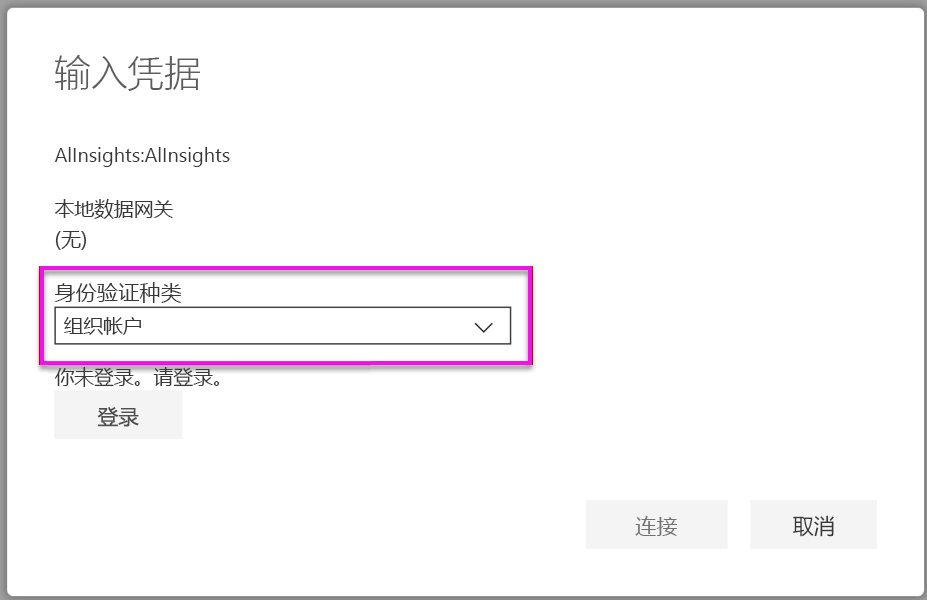 输入凭据
AIInsights:AIInsights
本地数据网关
(无)
身份验证种类
组织帐户
你未登录。请登录。
登录
连接
取消